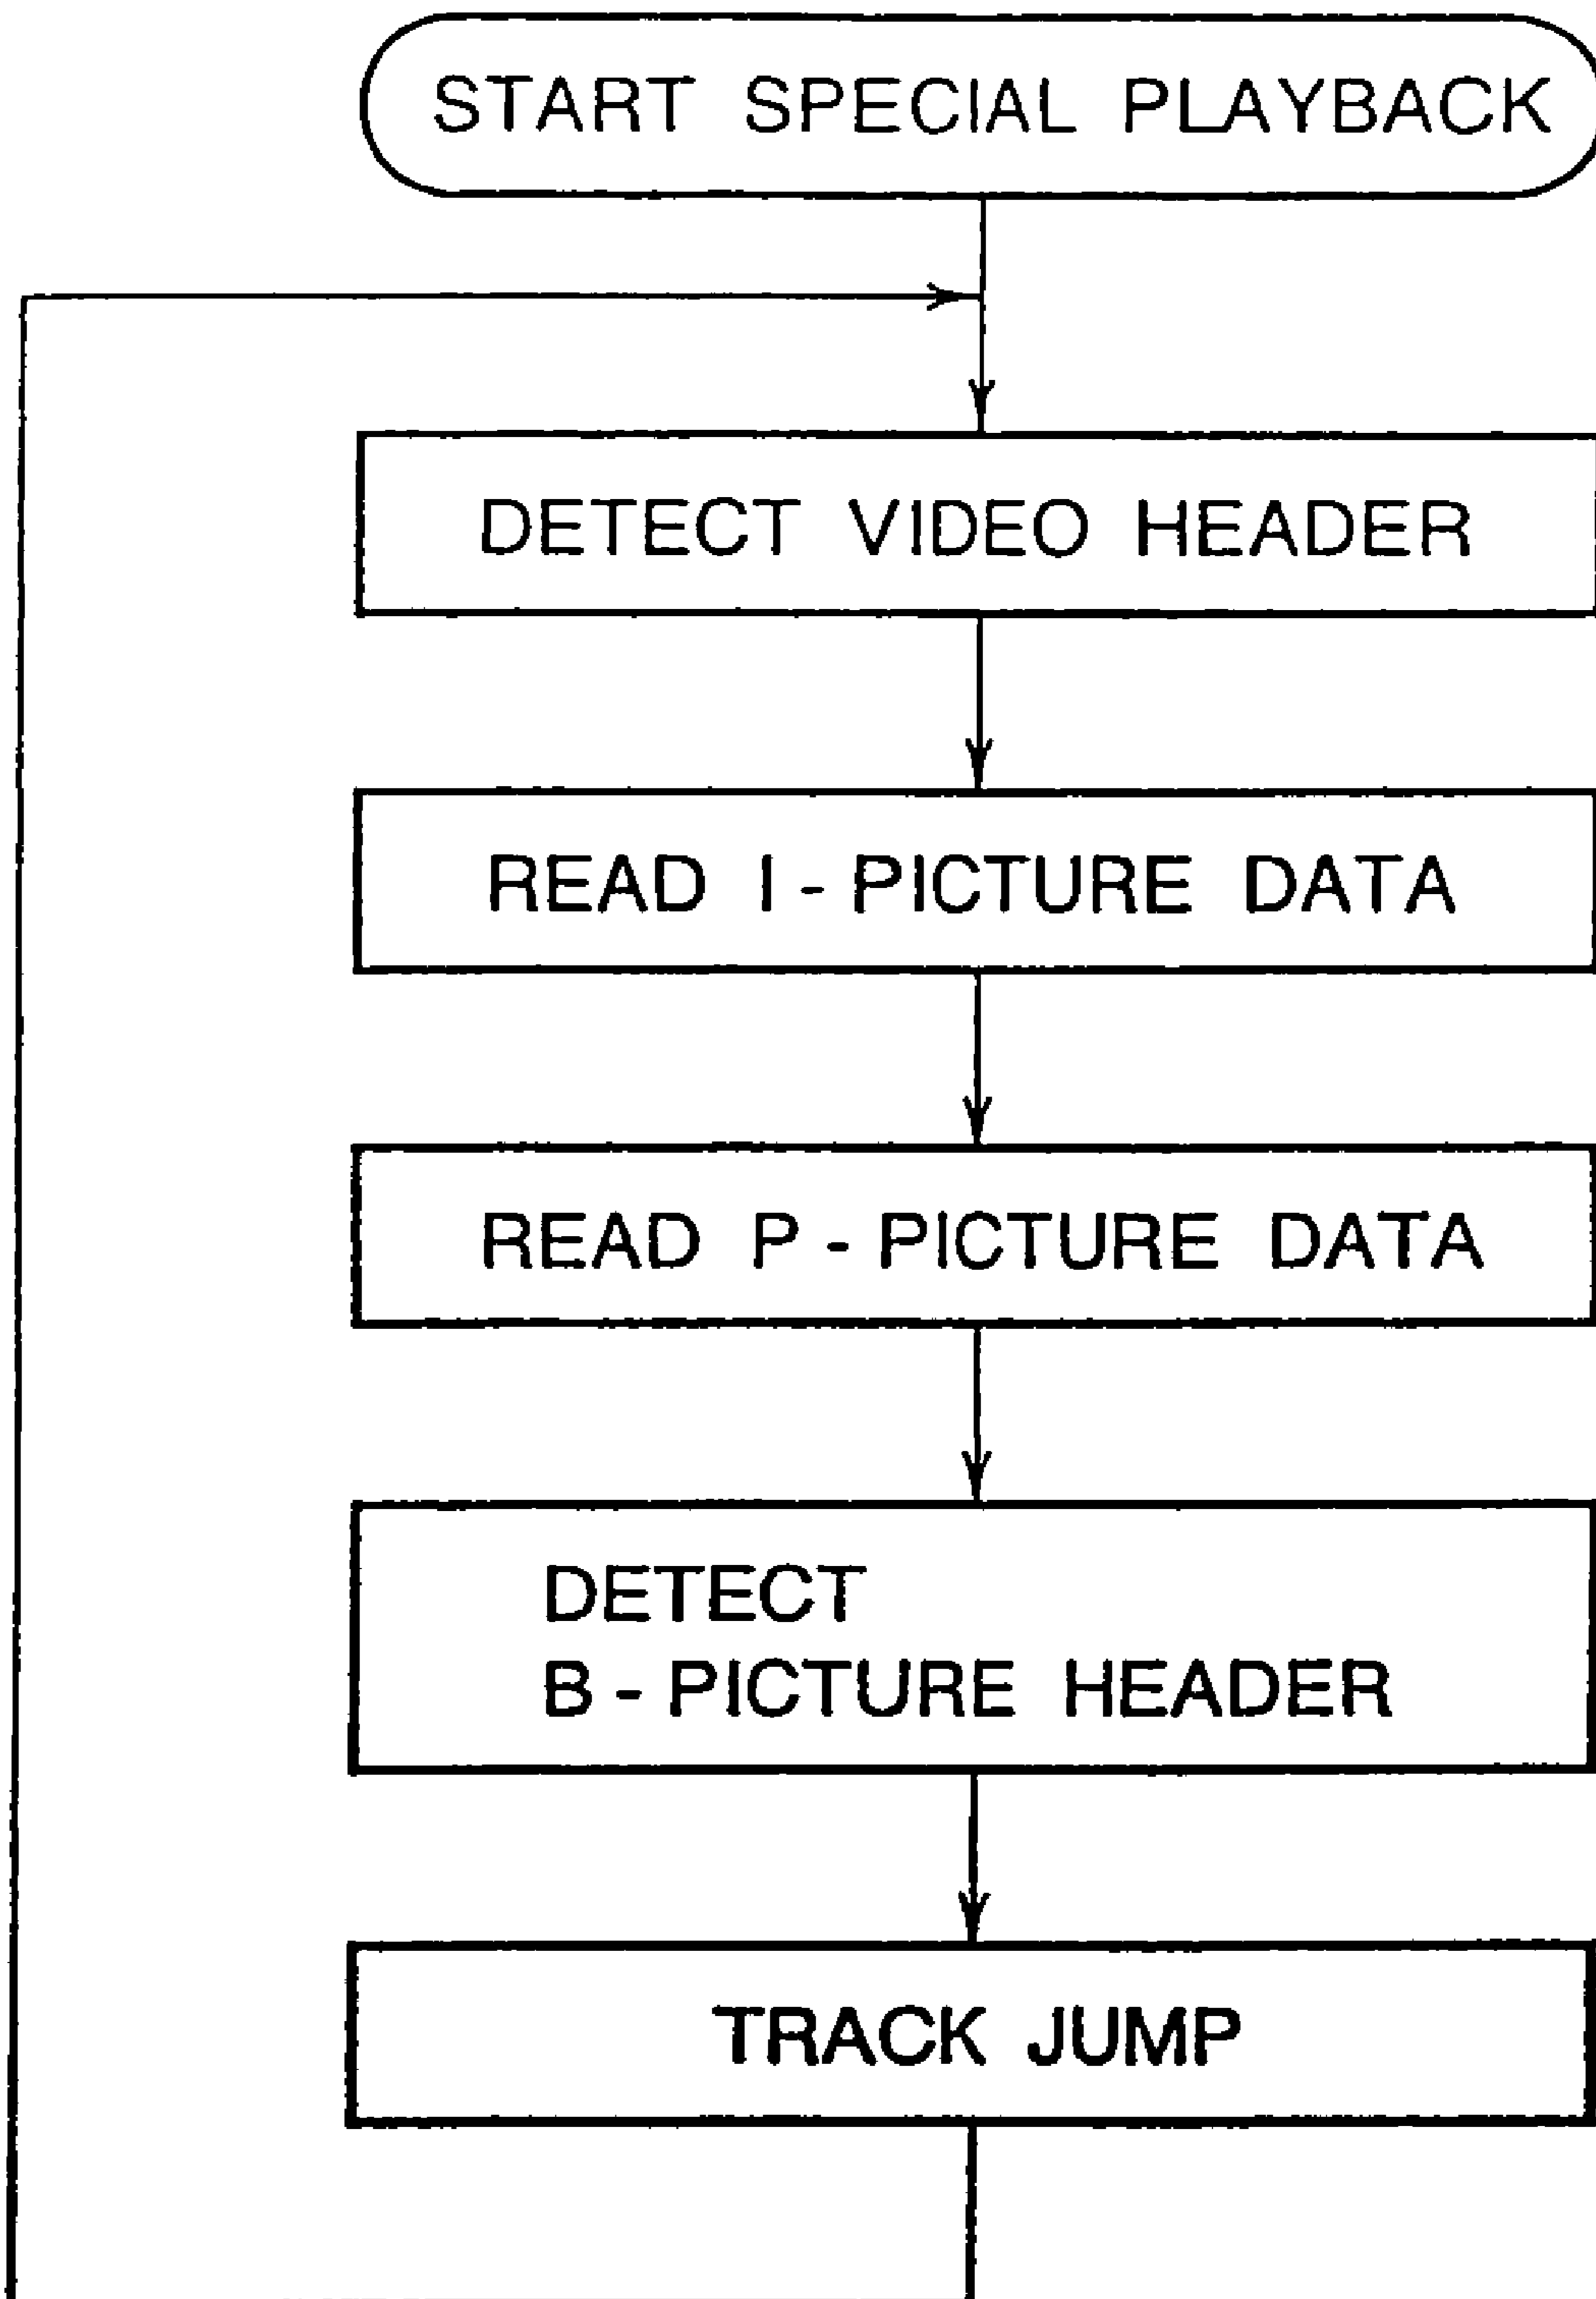 START SPECIAL PLAYBACK
DETECT VIDEO HEADER
READ I - PICTURE DATA
READ P - PICTURE DATA
DETECT
B - PICTURE HEADER
TRACK JUMP